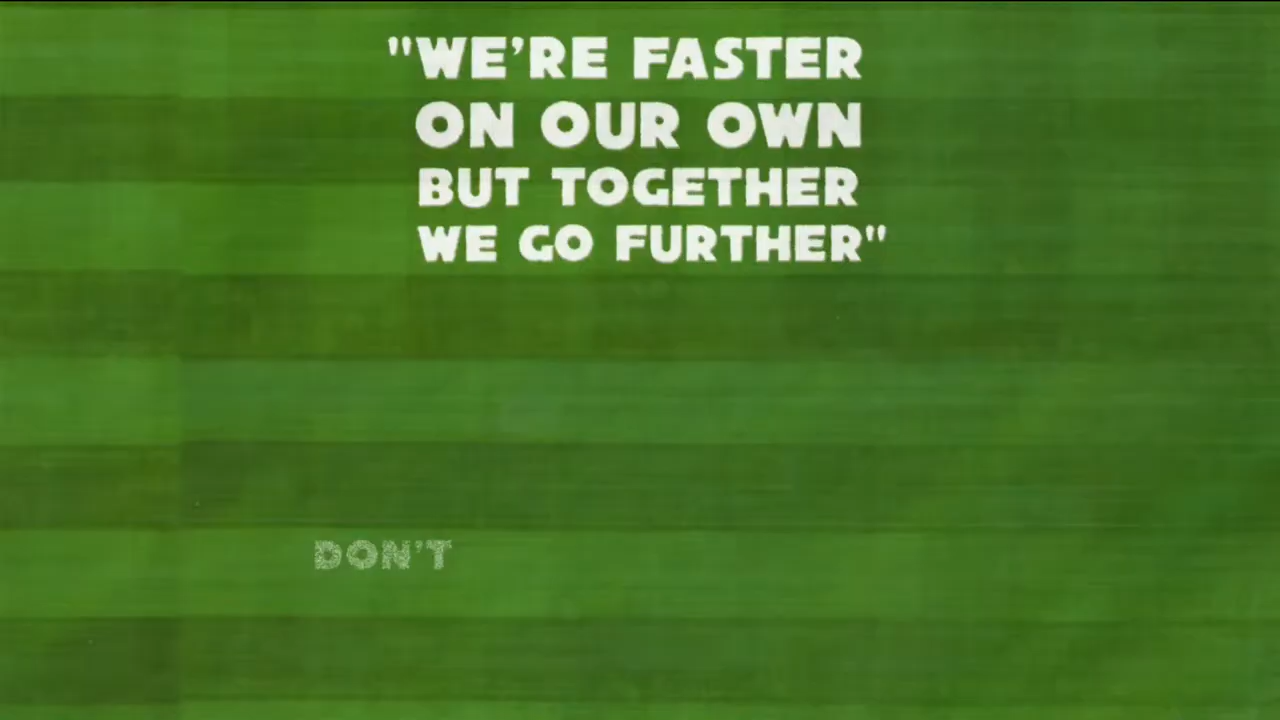 "WE’RE FASTER
ON OUR OWN
BUT TOGETHER
WE GO FURTHER"
DON’T